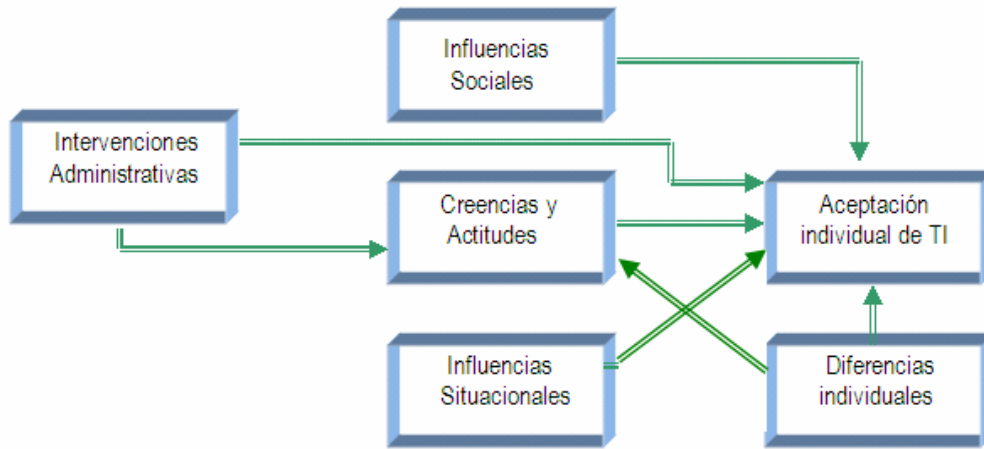 Influencias
Sociales
Intervenciones
Administrativas
Creencias y
Actitudes
Aceptación
individual de TI
Influencias
Situacionales
Diferencias
individuales